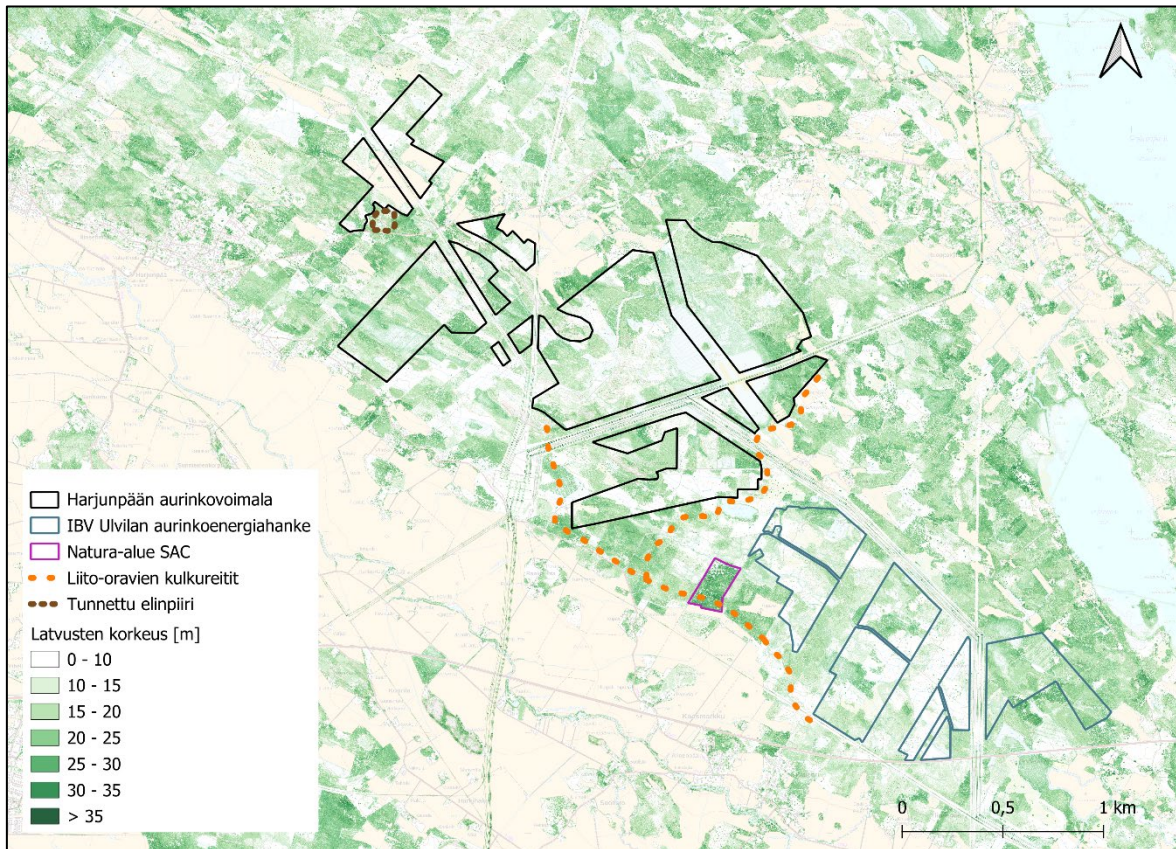 Harjunpään aurinkovoimala
IBV Ulvilan aurinkoenergiahanke
Natura-alue SAC
Liito-oravien kulkureitit
Tunnettu elinpiiri
Latvusten korkeus [m]
0 - 10
10 - 15
15 - 20
20 - 25
25 - 30
30 - 35
> 35
0 0,5 1 km